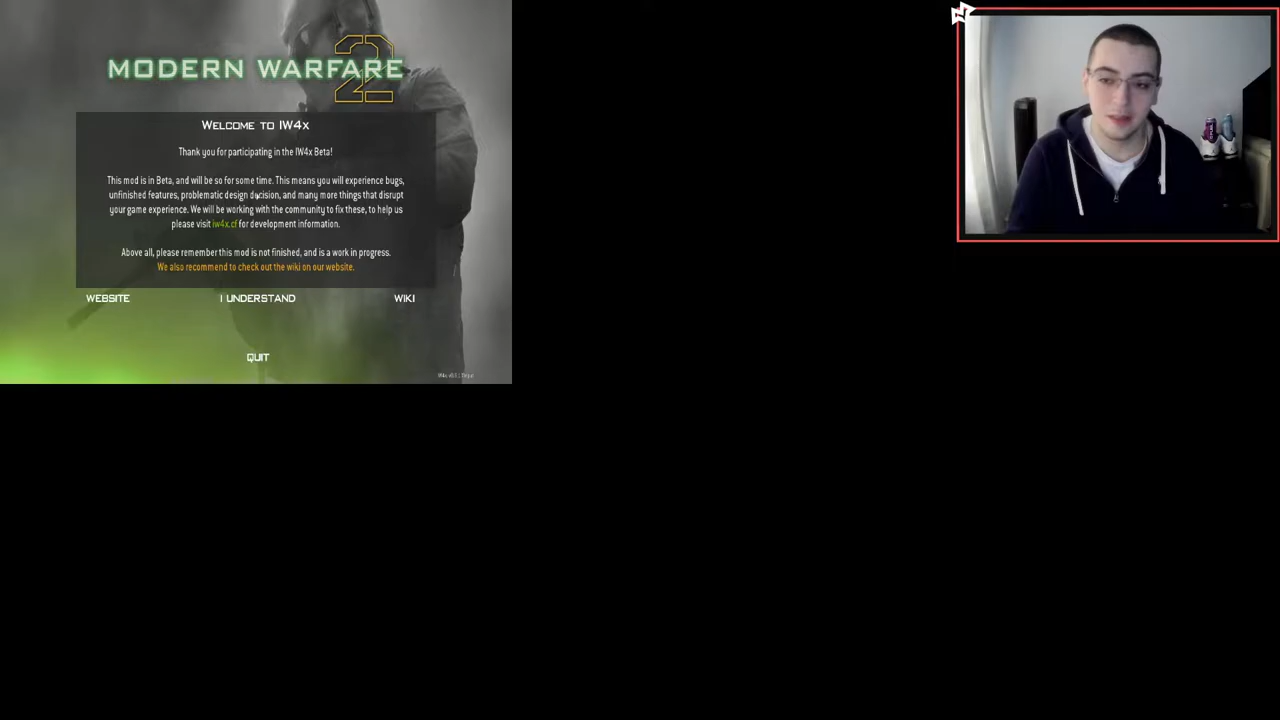 MODERN WARFARE
2
Welcome to IW4x
Thank you for participating in the IW4x Beta!
This mod is in Beta, and will be so for some time. This means you will experience bugs,
unfinished features, problematic design decision, and many more things that disrupt
your game experience. We will be working with the community to fix these, to help us
please visit iw4x.cf for development information.
Above all, please remember this mod is not finished, and is a work in progress.
We also recommend to check out the wiki on our website.
WEBSITE
I UNDERSTAND
WIKI
QUIT